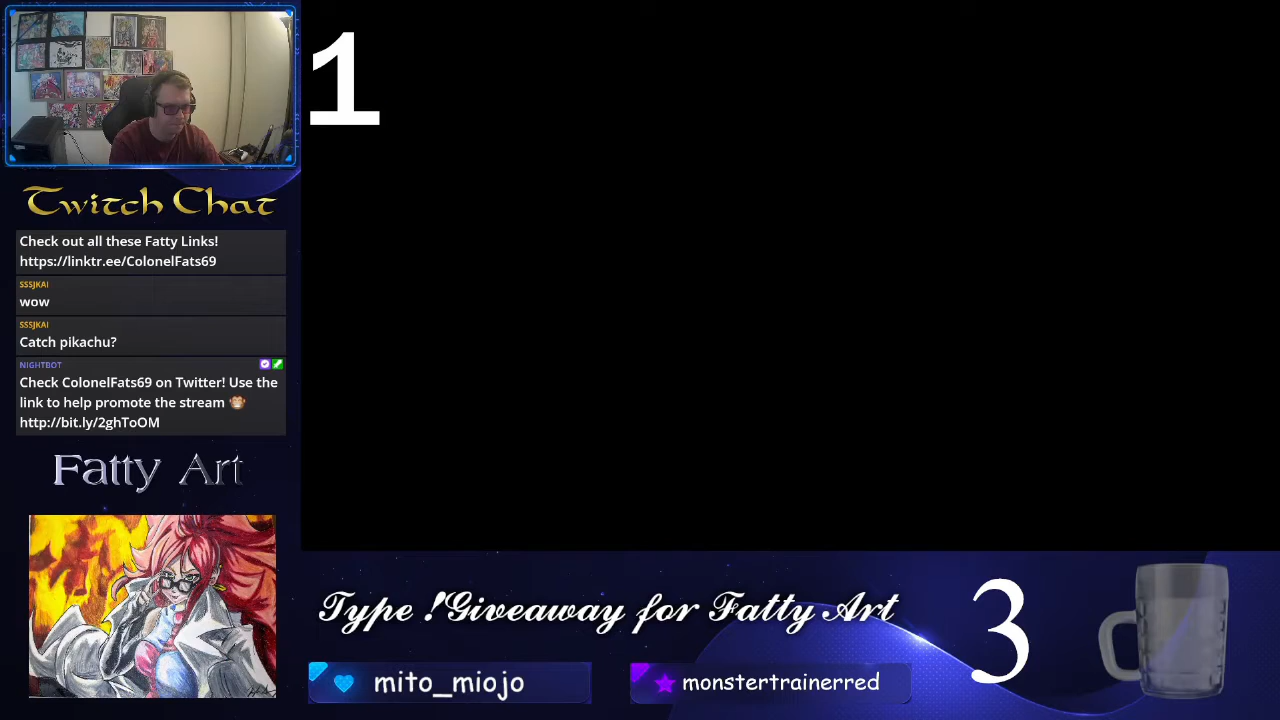 1
Twitch Chat
Check out all these Fatty Links!
https://linktr.ee/ColonelFats69
SSSJKAI
wow
SSSJKAI
Catch pikachu?
NIGHTBOT
Check ColonelFats69 on Twitter! Use the
link to help promote the stream 🐵
http://bit.ly/2ghToOM
Fatty Art
Type !Giveaway for Fatty Art
3
mito_miojo
monstertrainerred